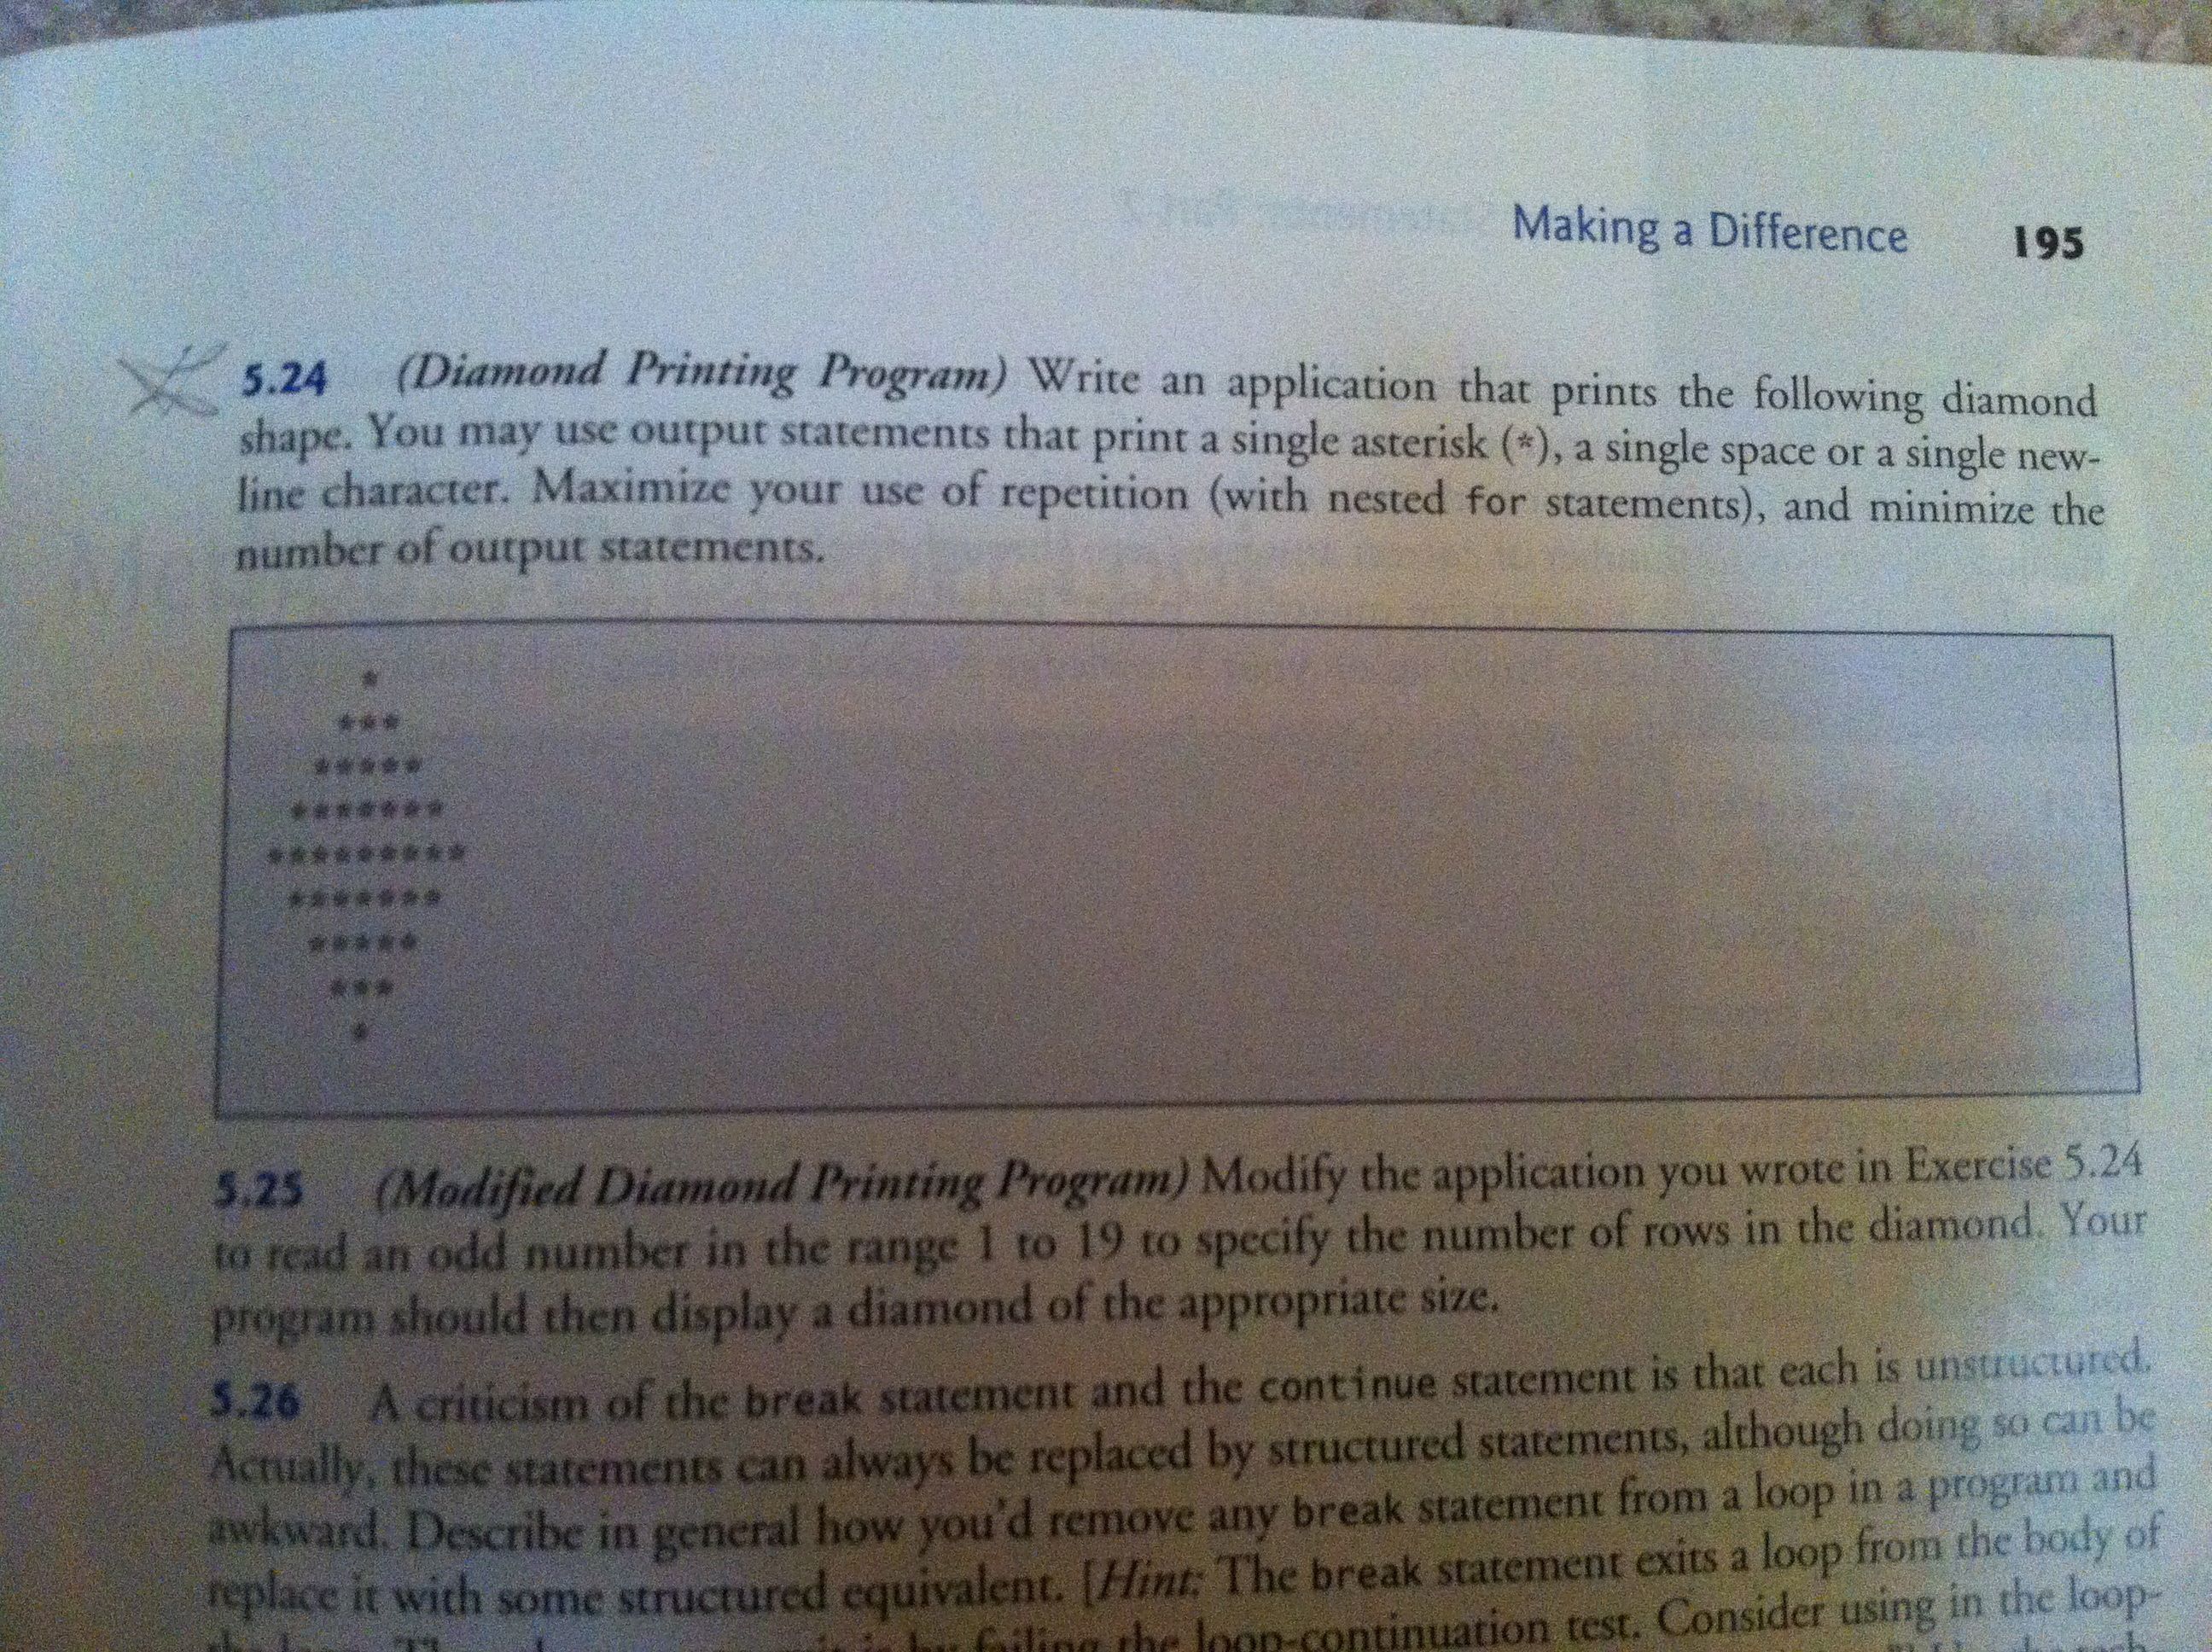 Making a Difference 195
5.24 (Diamond Printing Program) Write an application that prints the following diamond
shape. You may use output statements that print a single asterisk (*), a single space or a single new-
line character. Maximize your use of repetition (with nested for statements), and minimize the
number of output statements.
*
***
*****
*******
*********
*******
*****
***
*
5.25 (Modified Diamond Printing Program) Modify the application you wrote in Exercise 5.24
to read an odd number in the range 1 to 19 to specify the number of rows in the diamond. Your
program should then display a diamond of the appropriate size.
5.26 A criticism of the break statement and the continue statement is that each is unstructured.
Actually, these statements can always be replaced by structured statements, although doing so can be
awkward. Describe in general how you'd remove any break statement from a loop in a program and
replace it with some structured equivalent. [Hint: The break statement exits a loop from the body of
by failing the loop-continuation test. Consider using in the loop-